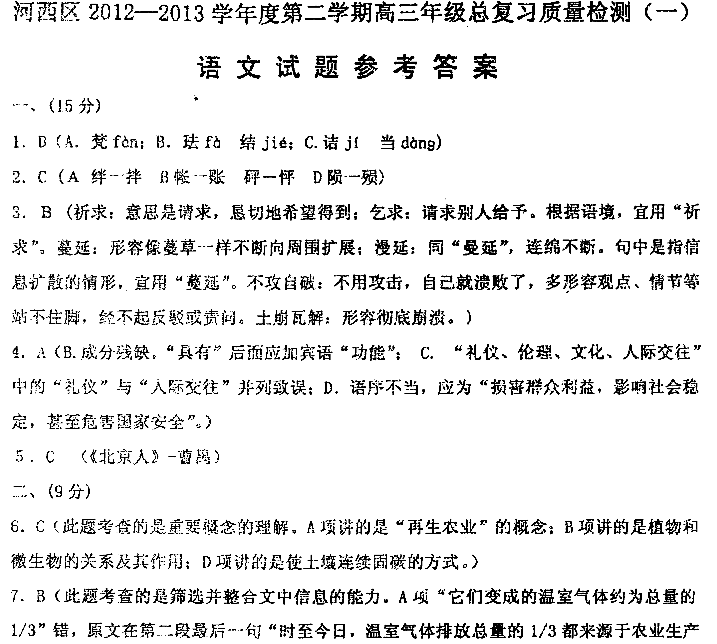 河西区 2012—2013 学年度第二学期高三年级总复习质量检测（一）
语 文 试 题 参 考 答 案
一、（15 分）
1．D（A．梵 fàn；B．珐 fà　结 jié；C.诘 jí　当 dàng）
2．C（A 绊一拌　B帐一账　砰一怦　D陨一殒）
3．B（祈求：意思是请求，恳切地希望得到；乞求：请求别人给予。根据语境，宜用“祈
求”。蔓延：形容像蔓草一样不断向周围扩展；漫延：同“曼延”，连绵不断。句中是指信
息扩散的情形，宜用“蔓延”。不攻自破：不用攻击，自己就溃败了，多形容观点、情节等
站不住脚，经不起反驳或责问。土崩瓦解：形容彻底崩溃。）
4．A（B.成分残缺。“具有”后面应加宾语“功能”；　C.　“礼仪、伦理、文化、人际交往”
中的“礼仪”与“人际交往”并列致误；D．语序不当，应为“损害群众利益，影响社会稳
定，甚至危害国家安全”。）
5．C　（《北京人》-曹禺）
二、（9 分）
6．C（此题考查的是重要概念的理解。A 项讲的是“再生农业”的概念；B 项讲的是植物和
微生物的关系及其作用；D 项讲的是使土壤连续固碳的方式。）
7．B（此题考查的是筛选并整合文中信息的能力。A 项“它们变成的温室气体约为总量的
1/3”错，原文在第二段最后一句“时至今日，温室气体排放总量的 1/3 都来源于农业生产